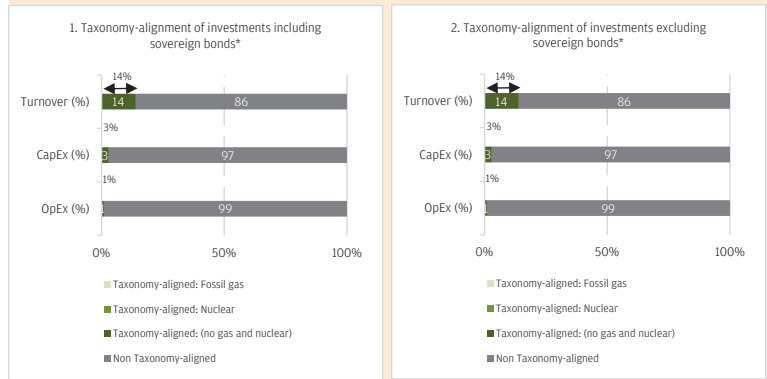 1. Taxonomy-alignment of investments including
sovereign bonds*
14%
Turnover (%)
14
86
3%
CapEx (%)
3
97
1%
OpEx (%)
1
99
0%
50%
100%
Taxonomy-aligned: Fossil gas
Taxonomy-aligned: Nuclear
Taxonomy-aligned: (no gas and nuclear)
Non Taxonomy-aligned
2. Taxonomy-alignment of investments excluding
sovereign bonds*
14%
Turnover (%)
14
86
3%
CapEx (%)
3
97
1%
OpEx (%)
1
99
0%
50%
100%
Taxonomy-aligned: Fossil gas
Taxonomy-aligned: Nuclear
Taxonomy-aligned: (no gas and nuclear)
Non Taxonomy-aligned